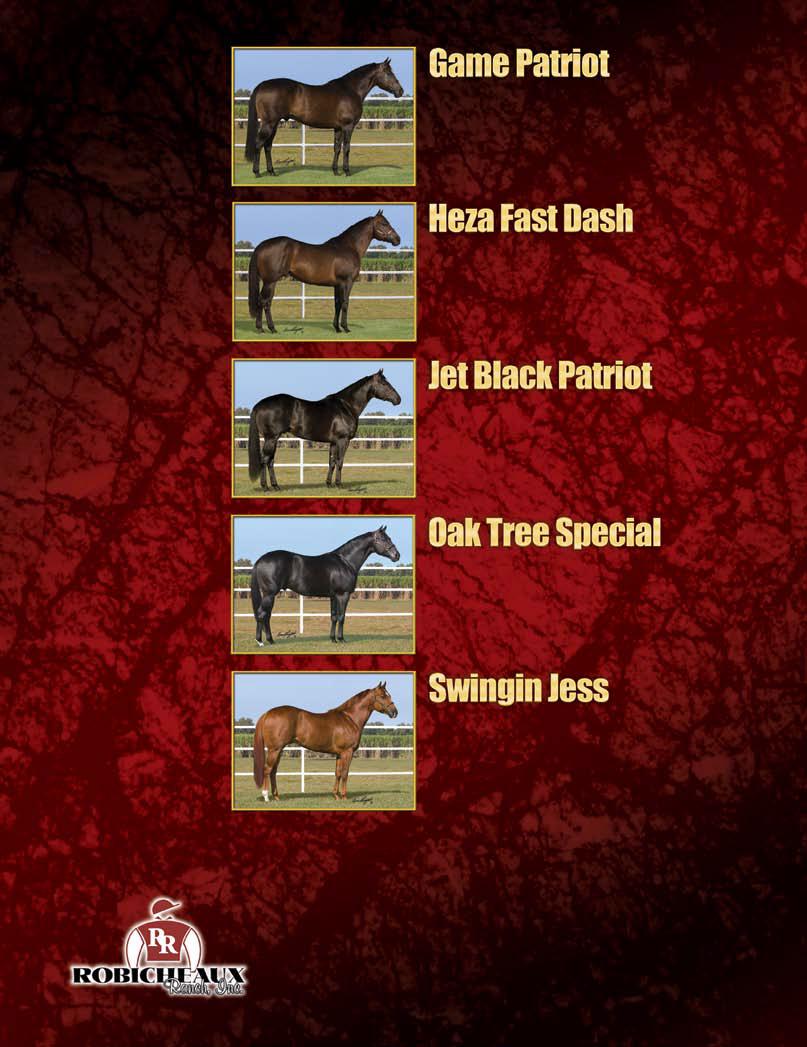 Game Patriot
Heza Fast Dash
Jet Black Patriot
Oak Tree Special
Swingin Jess
RR
ROBICHEAUX
Ranch, Inc.